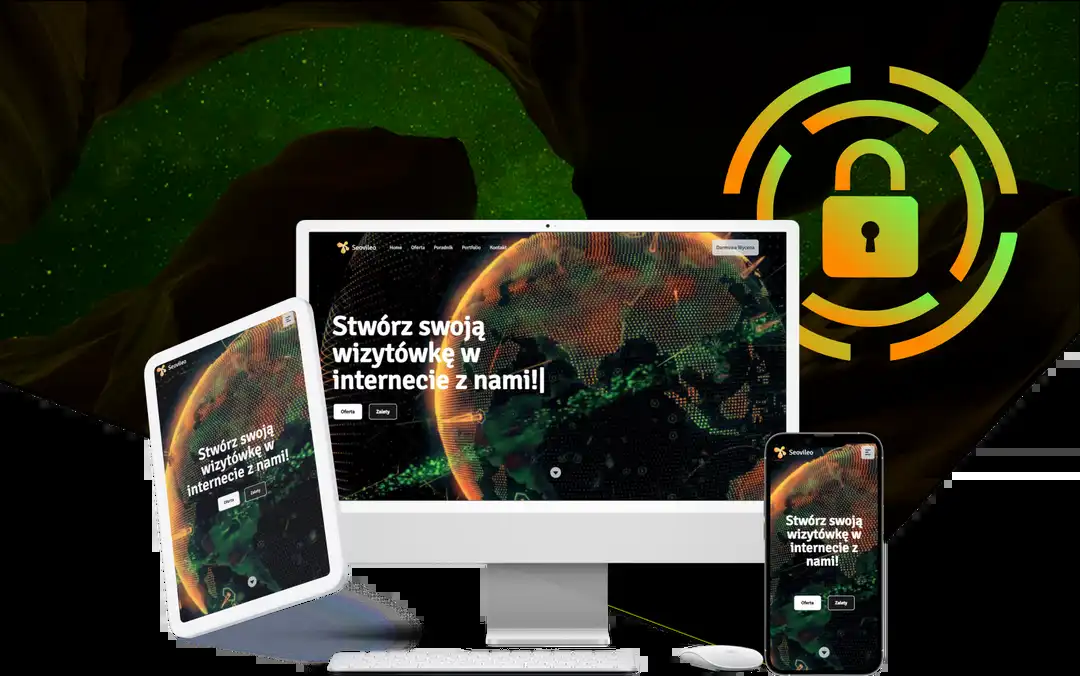 Seovileo
Home Oferta Poradnik Portfolio Kontakt
Darmowa Wycena
Stwórz swoją
wizytówkę w
internecie z nami!|
Oferta Zalety
Seovileo
Stwórz swoją
wizytówkę w
internecie z nami!
Oferta Zalety
Seovileo
Stwórz swoją
wizytówkę w
internecie z
nami!
Oferta Zalety